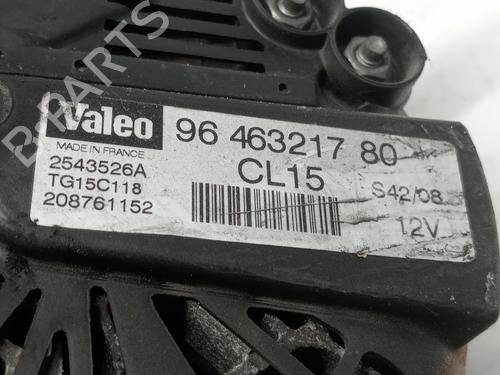 Valeo
96 463217 80
MADE IN FRANCE
CL15
2543526A
TG15C118
S42/08
208761152
12V
B-PARTS